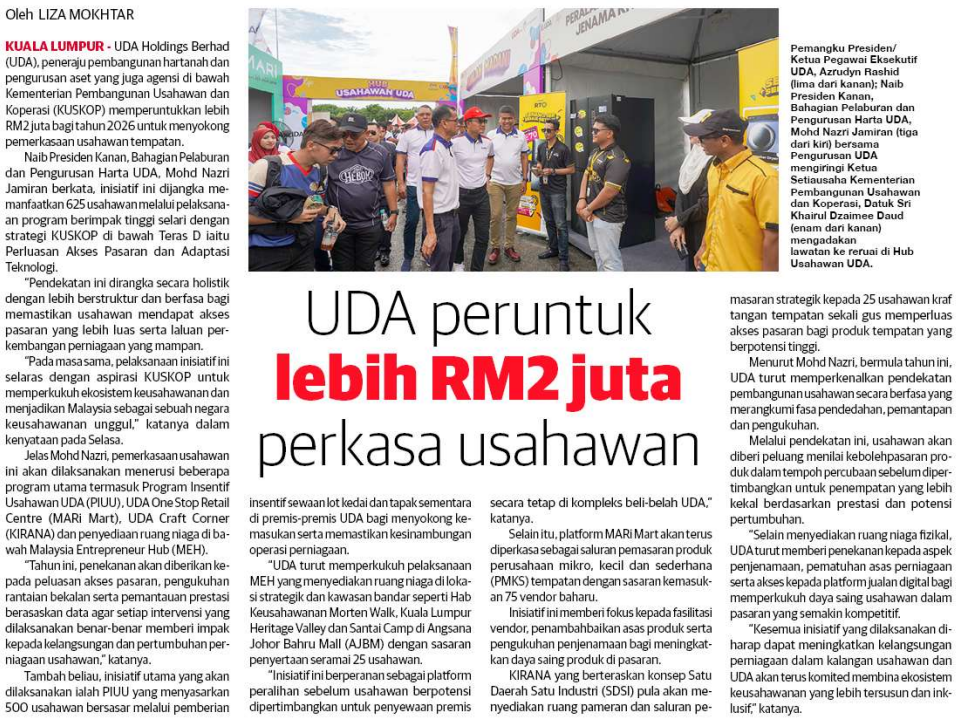 Oleh LIZA MOKHTAR
KUALA LUMPUR - UDA Holdings Berhad
(UDA), peneraju pembangunan hartanah dan
pengurusan aset yang juga agensi di bawah
Kementerian Pembangunan Usahawan dan
Koperasi (KUSKOP) memperuntukkan lebih
RM2 juta bagi tahun 2026 untuk menyokong
pemerkasaan usahawan tempatan.
Naib Presiden Kanan, Bahagian Pelaburan
dan Pengurusan Harta UDA, Mohd Nazri
Jamiran berkata, inisiatif ini dijangka me-
manfaatkan 625 usahawan melalui pelaksana-
an program berimpak tinggi selari dengan
strategi KUSKOP di bawah Teras D iaitu
Perluasan Akses Pasaran dan Adaptasi
Teknologi.
"Pendekatan ini dirangka secara holistik
dengan lebih berstruktur dan berfasa bagi
memastikan usahawan mendapat akses
pasaran yang lebih luas serta laluan per-
kembangan perniagaan yang mampan.
"Pada masa sama, pelaksanaan inisiatif ini
selaras dengan aspirasi KUSKOP untuk
memperkukuh ekosistem keusahawanan dan
menjadikan Malaysia sebagai sebuah negara
keusahawanan unggul," katanya dalam
kenyataan pada Selasa.
Jelas Mohd Nazri, pemerkasaan usahawan
ini akan dilaksanakan menerusi beberapa
program utama termasuk Program Insentif
Usahawan UDA (PIUU), UDA One Stop Retail
Centre (MARi Mart), UDA Craft Corner
(KIRANA) dan penyediaan ruang niaga di ba-
wah Malaysia Entrepreneur Hub (MEH).
"Tahun ini, penekanan akan diberikan ke-
pada peluasan akses pasaran, pengukuhan
rantaian bekalan serta pemantauan prestasi
berasaskan data agar setiap intervensi yang
dilaksanakan benar-benar memberi impak
kepada kelangsungan dan pertumbuhan per-
niagaan usahawan," katanya.
Tambah beliau, inisiatif utama yang akan
dilaksanakan ialah PIUU yang menyasarkan
500 usahawan bersasar melalui pemberian
MARI
HUB
USAHAWAN UDA
JENAMA
RTC
Pemangku Presiden/
Ketua Pegawai Eksekutif
UDA, Azrudyn Rashid
(lima dari kanan); Naib
Presiden Kanan,
Bahagian Pelaburan dan
Pengurusan Harta UDA,
Mohd Nazri Jamiran (tiga
dari kiri) bersama
Pengurusan UDA
mengiringi Ketua
Setiausaha Kementerian
Pembangunan Usahawan
dan Koperasi, Datuk Sri
Khairul Dzaimee Daud
(enam dari kanan)
mengadakan
lawatan ke reruai di Hub
Usahawan UDA.
UDA peruntuk
lebih RM2 juta
perkasa usahawan
insentif sewaan lot kedai dan tapak sementara
di premis-premis UDA bagi menyokong ke-
masukan serta memastikan kesinambungan
operasi perniagaan.
"UDA turut memperkukuh pelaksanaan
MEH yang menyediakan ruang niaga di loka-
si strategik dan kawasan bandar seperti Hab
Keusahawanan Morten Walk, Kuala Lumpur
Heritage Valley dan Santai Camp di Angsana
Johor Bahru Mall (AJBM) dengan sasaran
penyertaan seramai 25 usahawan.
"Inisiatif ini berperanan sebagai platform
peralihan sebelum usahawan berpotensi
dipertimbangkan untuk penyewaan premis
secara tetap di kompleks beli-belah UDA,"
katanya.
Selain itu, platform MARi Mart akan terus
diperkasa sebagai saluran pemasaran produk
perusahaan mikro, kecil dan sederhana
(PMKS) tempatan dengan sasaran kemasuk-
an 75 vendor baharu.
Inisiatif ini memberi fokus kepada fasilitasi
vendor, penambahbaikan asas produk serta
pengukuhan penjenamaan bagi meningkat-
kan daya saing produk di pasaran.
KIRANA yang berteraskan konsep Satu
Daerah Satu Industri (SDSI) pula akan me-
nyediakan ruang pameran dan saluran pe-
masaran strategik kepada 25 usahawan kraf
tangan tempatan sekali gus memperluas
akses pasaran bagi produk tempatan yang
berpotensi tinggi.
Menurut Mohd Nazri, bermula tahun ini,
UDA turut memperkenalkan pendekatan
pembangunan usahawan secara berfasa yang
merangkumi fasa pendedahan, pemantapan
dan pengukuhan.
Melalui pendekatan ini, usahawan akan
diberi peluang menilai kebolehpasaran pro-
duk dalam tempoh percubaan sebelum diper-
timbangkan untuk penempatan yang lebih
kekal berdasarkan prestasi dan potensi
pertumbuhan.
"Selain menyediakan ruang niaga fizikal,
UDA turut memberi penekanan kepada aspek
penjenamaan, pematuhan asas perniagaan
serta akses kepada platform jualan digital bagi
memperkukuh daya saing usahawan dalam
pasaran yang semakin kompetitif.
"Kesemua inisiatif yang dilaksanakan di-
harap dapat meningkatkan kelangsungan
perniagaan dalam kalangan usahawan dan
UDA akan terus komited membina ekosistem
keusahawanan yang lebih tersusun dan ink-
lusif," katanya.